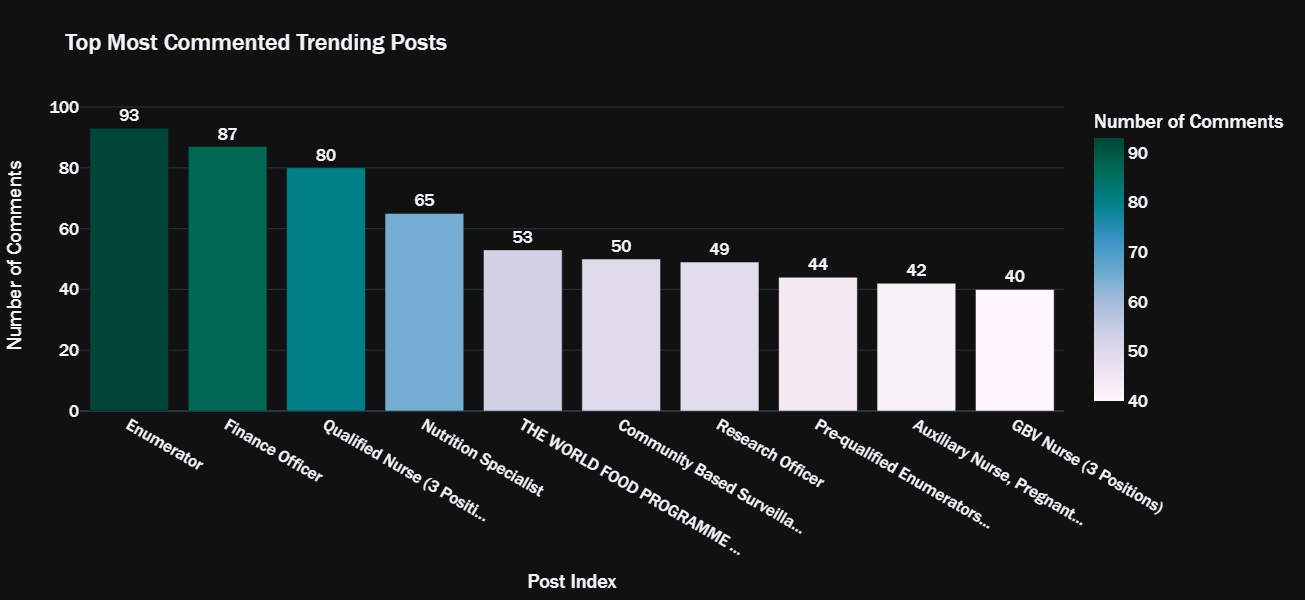 Top Most Commented Trending Posts
Number of Comments
100
80
60
40
20
0
93
87
80
65
53
50
49
44
42
40
Enumerator
Finance Officer
Qualified Nurse (3 Positi...
Nutrition Specialist
THE WORLD FOOD PROGRAMME ...
Community Based Surveilla...
Research Officer
Pre-qualified Enumerators...
Auxiliary Nurse, Pregnant...
GBV Nurse (3 Positions)
Post Index
Number of Comments
90
80
70
60
50
40